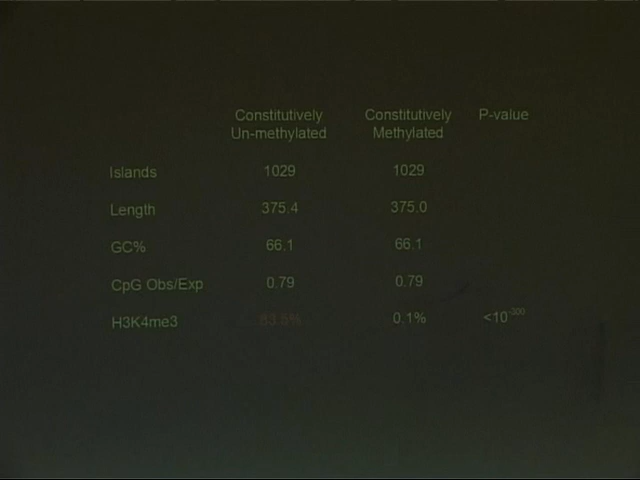 Constitutively Constitutively P-value
Un-methylated Methylated
Islands 1029 1029
Length 375.4 375.0
GC% 66.1 66.1
CpG Obs/Exp 0.79 0.79
H3K4me3 0.1% <10^-300